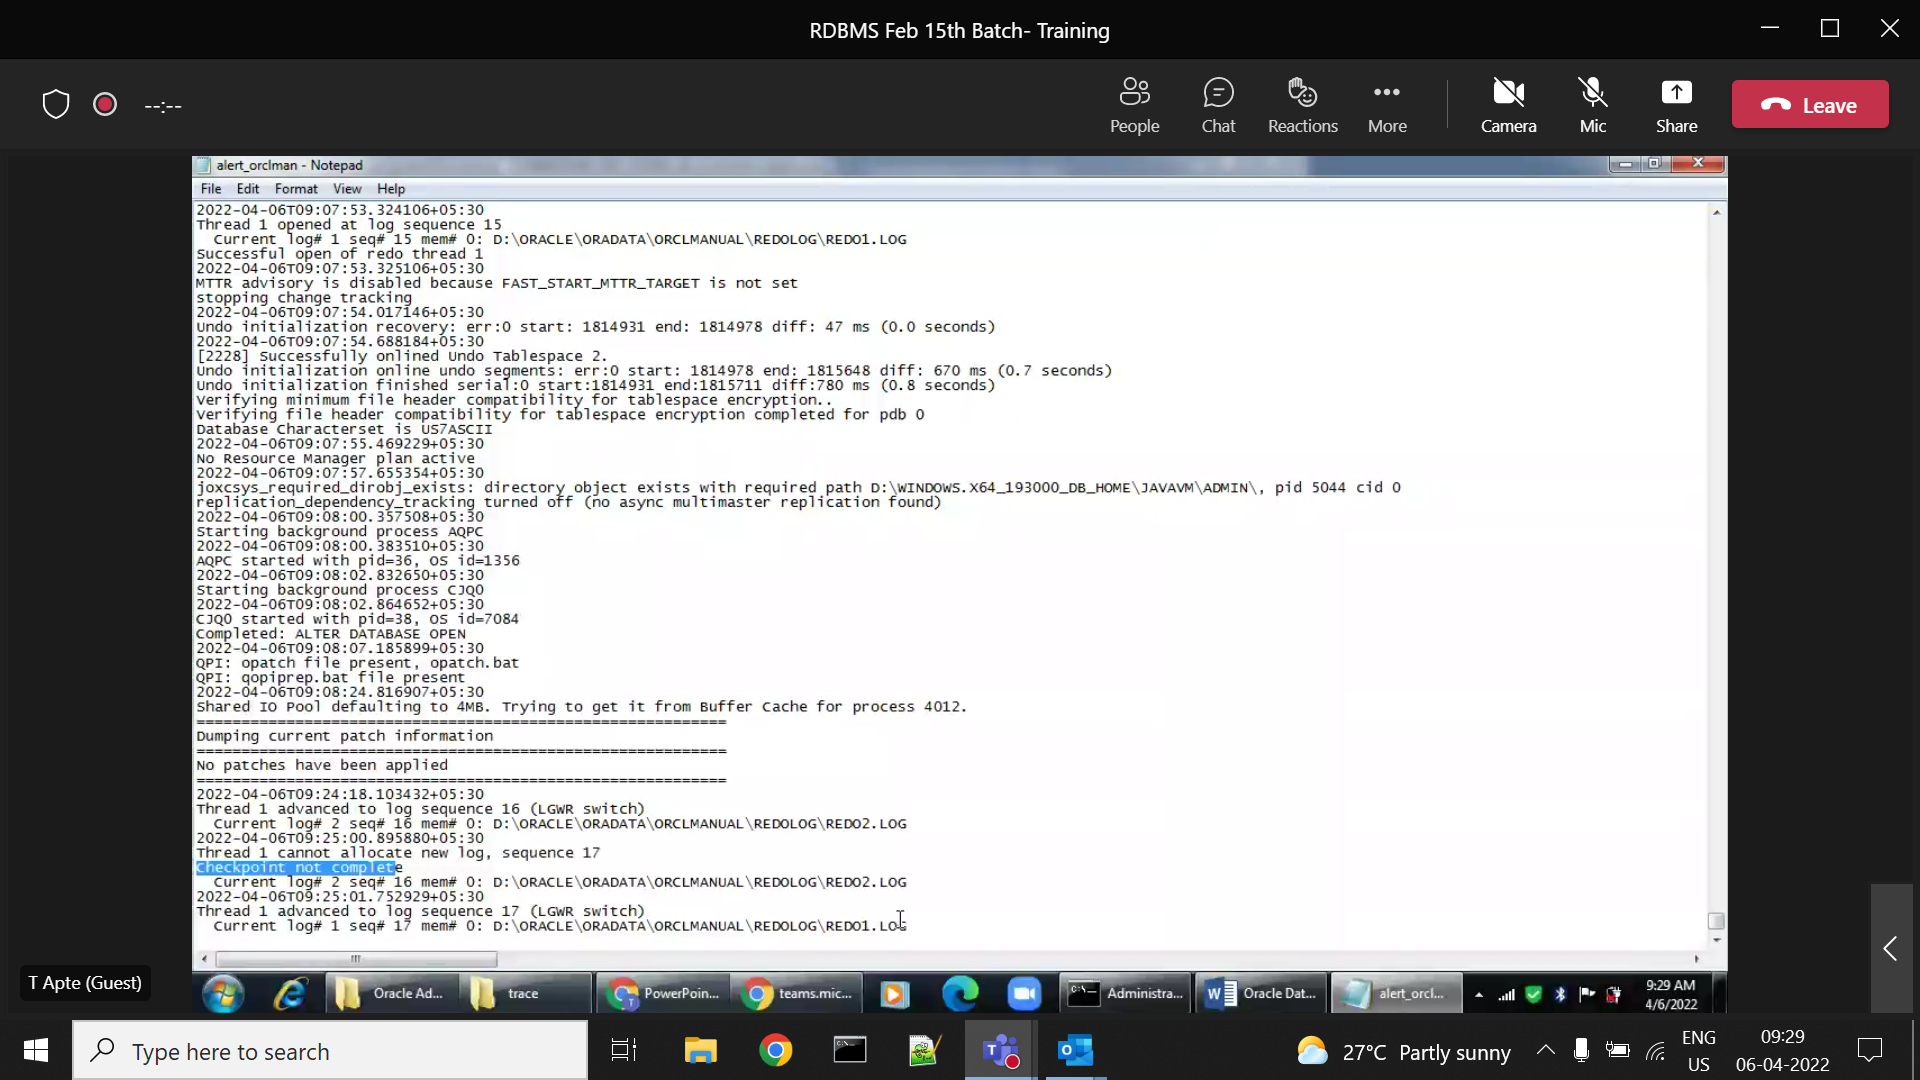 RDBMS Feb 15th Batch- Training
--:--
People
Chat
Reactions
More
Camera
Mic
Share
Leave
alert_orclman - Notepad
File Edit Format View Help
2022-04-06T09:07:53.324106+05:30
Thread 1 opened at log sequence 15
Current log# 1 seq# 15 mem# 0: D:\ORACLE\ORADATA\ORCLMANUAL\REDOLOG\REDO1.LOG
Successful open of redo thread 1
2022-04-06T09:07:53.325106+05:30
MTTR advisory is disabled because FAST_START_MTTR_TARGET is not set
stopping change tracking
2022-04-06T09:07:54.017146+05:30
Undo initialization recovery: err:0 start: 1814931 end: 1814978 diff: 47 ms (0.0 seconds)
2022-04-06T09:07:54.688184+05:30
[2228] Successfully onlined Undo Tablespace 2.
Undo initialization online undo segments: err:0 start: 1814978 end: 1815648 diff: 670 ms (0.7 seconds)
Undo initialization finished serial:0 start:1814931 end:1815711 diff:780 ms (0.8 seconds)
Verifying minimum file header compatibility for tablespace encryption..
Verifying file header compatibility for tablespace encryption completed for pdb 0
Database Characterset is US7ASCII
2022-04-06T09:07:55.469229+05:30
No Resource Manager plan active
2022-04-06T09:07:57.655354+05:30
joxcsys_required_dirobj_exists: directory object exists with required path D:\WINDOWS.X64_193000_DB_HOME\JAVAVM\ADMIN\, pid 5044 cid 0
replication_dependency_tracking turned off (no async multimaster replication found)
2022-04-06T09:08:00.357508+05:30
Starting background process AQPC
2022-04-06T09:08:00.383510+05:30
AQPC started with pid=36, OS id=1356
2022-04-06T09:08:02.832650+05:30
Starting background process CJQ0
2022-04-06T09:08:02.864652+05:30
CJQ0 started with pid=38, OS id=7084
Completed: ALTER DATABASE OPEN
2022-04-06T09:08:07.185899+05:30
QPI: opatch file present, opatch.bat
QPI: qopiprep.bat file present
2022-04-06T09:08:24.816907+05:30
Shared IO Pool defaulting to 4MB. Trying to get it from Buffer Cache for process 4012.
===========================================================
Dumping current patch information
===========================================================
No patches have been applied
===========================================================
2022-04-06T09:24:18.103432+05:30
Thread 1 advanced to log sequence 16 (LGWR switch)
Current log# 2 seq# 16 mem# 0: D:\ORACLE\ORADATA\ORCLMANUAL\REDOLOG\REDO2.LOG
2022-04-06T09:25:00.895880+05:30
Thread 1 cannot allocate new log, sequence 17
Checkpoint not complete
Current log# 2 seq# 16 mem# 0: D:\ORACLE\ORADATA\ORCLMANUAL\REDOLOG\REDO2.LOG
2022-04-06T09:25:01.752929+05:30
Thread 1 advanced to log sequence 17 (LGWR switch)
Current log# 1 seq# 17 mem# 0: D:\ORACLE\ORADATA\ORCLMANUAL\REDOLOG\REDO1.LOG
T Apte (Guest)
Oracle Ad...
trace
PowerPoin...
teams.mic...
Administra...
Oracle Dat...
alert_orcl...
9:29 AM
4/6/2022
Type here to search
27°C Partly sunny
ENG
US
09:29
06-04-2022